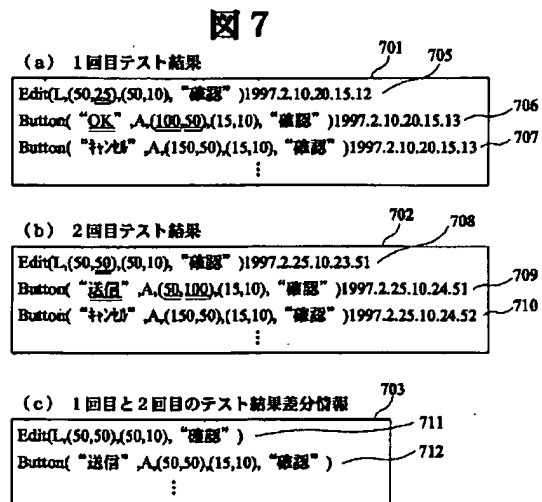 図7
(a) 1回目テスト結果
701
705
Edit(L,(50,25),(50,10), “確認” )1997.2.10.20.15.12
706
Button( “OK” ,A,(100,50),(15,10), “確認” )1997.2.10.20.15.13
707
Button( “ｷｬﾝｾﾙ” ,A,(150,50),(15,10), “確認” )1997.2.10.20.15.13
⋮
(b) 2回目テスト結果
702
708
Edit(L,(50,50),(50,10), “確認” )1997.2.25.10.23.51
709
Button( “送信” ,A,(50,100),(15,10), “確認” )1997.2.25.10.24.51
Button( “ｷｬﾝｾﾙ” ,A,(150,50),(15,10), “確認” )1997.2.25.10.24.52
710
⋮
(c) 1回目と2回目のテスト結果差分情報
703
Edit(L,(50,50),(50,10), “確認” )
711
Button( “送信” ,A,(50,50),(15,10), “確認” )
712
⋮